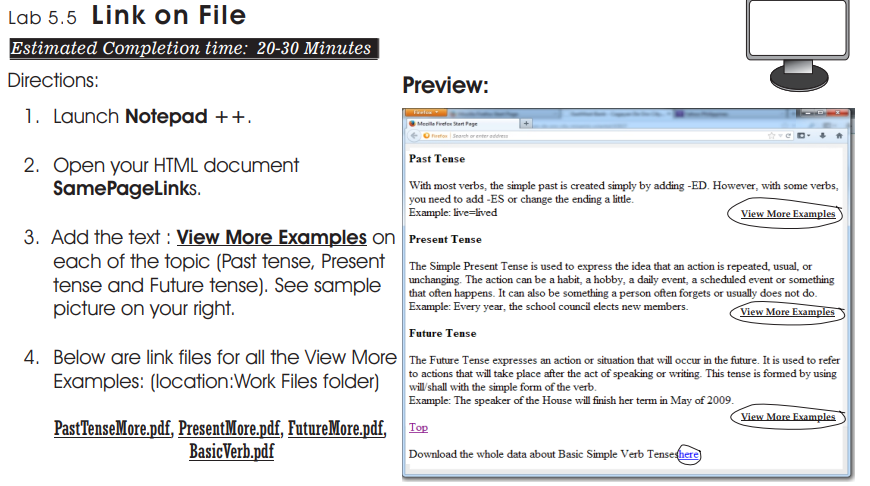 Lab 5.5 Link on File
Estimated Completion time: 20-30 Minutes
Directions:
1. Launch Notepad ++.
2. Open your HTML document
SamePageLinks.
3. Add the text : View More Examples on
each of the topic (Past tense, Present
tense and Future tense). See sample
picture on your right.
4. Below are link files for all the View More
Examples: (location:Work Files folder)
PastTenseMore.pdf, PresentMore.pdf, FutureMore.pdf,
BasicVerb.pdf
Preview:
Firefox
Mozilla Firefox Start Page
Firefox Search or enter address
Past Tense
With most verbs, the simple past is created simply by adding -ED. However, with some verbs,
you need to add -ES or change the ending a little.
Example: live=lived
View More Examples
Present Tense
The Simple Present Tense is used to express the idea that an action is repeated, usual, or
unchanging. The action can be a habit, a hobby, a daily event, a scheduled event or something
that often happens. It can also be something a person often forgets or usually does not do.
Example: Every year, the school council elects new members.
View More Examples
Future Tense
The Future Tense expresses an action or situation that will occur in the future. It is used to refer
to actions that will take place after the act of speaking or writing. This tense is formed by using
will/shall with the simple form of the verb.
Example: The speaker of the House will finish her term in May of 2009.
View More Examples
Top
Download the whole data about Basic Simple Verb Tenses here